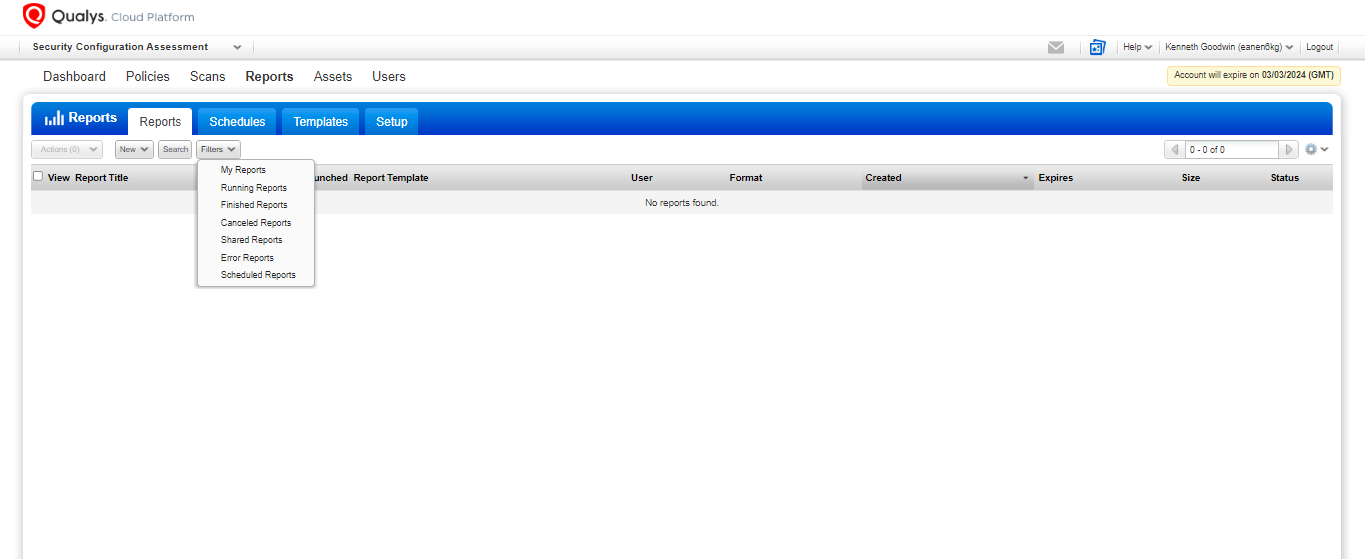 Qualys. Cloud Platform
Security Configuration Assessment
Help
Kenneth Goodwin (eanen6kg)
Logout
Dashboard Policies Scans Reports Assets Users
Account will expire on 03/03/2024 (GMT)
Reports Reports Schedules Templates Setup
Actions (0) New Search Filters
0 - 0 of 0
View Report Title unched Report Template User Format Created Expires Size Status
No reports found.
My Reports
Running Reports
Finished Reports
Canceled Reports
Shared Reports
Error Reports
Scheduled Reports